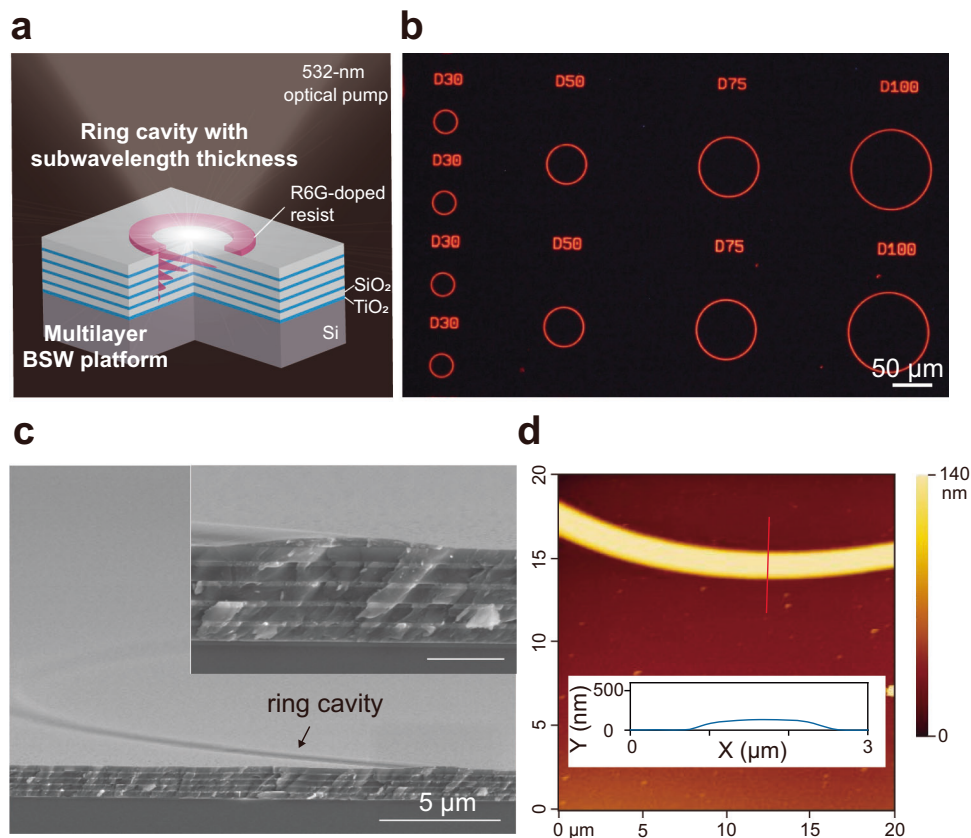 a
532-nm
optical pump
Ring cavity with
subwavelength thickness
R6G-doped
resist
SiO₂
TiO₂
Si
Multilayer
BSW platform
b
D30
D50
D75
D100
D30
D30
D50
D75
D100
D30
50 μm
c
ring cavity
5 μm
d
20
15
10
5
0
0 μm
5
10
15
20
140
nm
0
Y (nm)
500
0
0
X (μm)
3